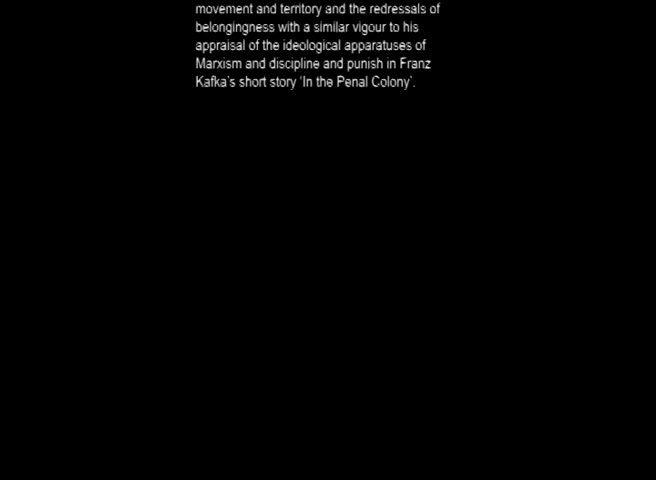 movement and territory and the redressals of
belongingness with a similar vigour to his
appraisal of the ideological apparatuses of
Marxism and discipline and punish in Franz
Kafka's short story 'In the Penal Colony'.